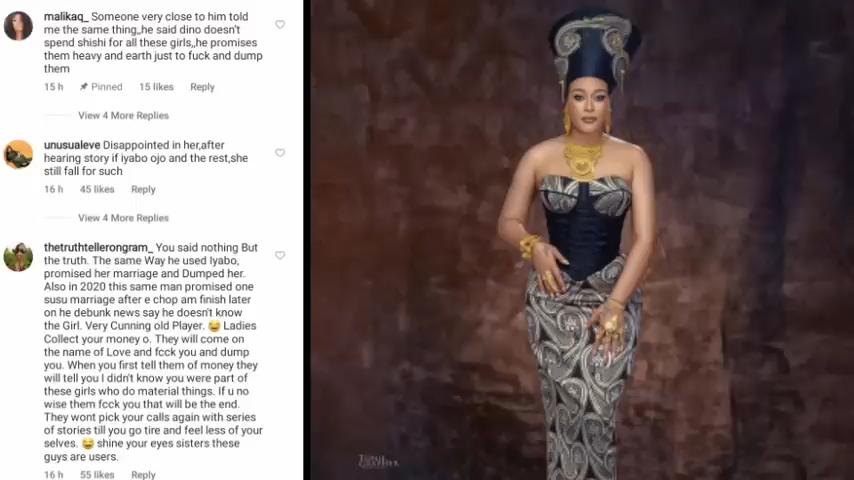 malikaq_ Someone very close to him told
me the same thing,,he said dino doesn't
spend shishi for all these girls,,he promises
them heavy and earth just to fuck and dump
them
15 h Pinned 15 likes Reply
View 4 More Replies
unusualeve Disappointed in her,after
hearing story if iyabo ojo and the rest,she
still fall for such
16 h 45 likes Reply
View 4 More Replies
thetruthtellerongram_ You said nothing But
the truth. The same Way he used Iyabo,
promised her marriage and Dumped her.
Also in 2020 this same man promised one
susu marriage after e chop am finish later
on he debunk news say he doesn't know
the Girl. Very Cunning old Player. 😂 Ladies
Collect your money o. They will come on
the name of Love and fcck you and dump
you. When you first tell them of money they
will tell you I didn't know you were part of
these girls who do material things. If u no
wise them fcck you that will be the end.
They wont pick your calls again with series
of stories till you go tire and feel less of your
selves. 😂 shine your eyes sisters these
guys are users.
16 h 55 likes Reply